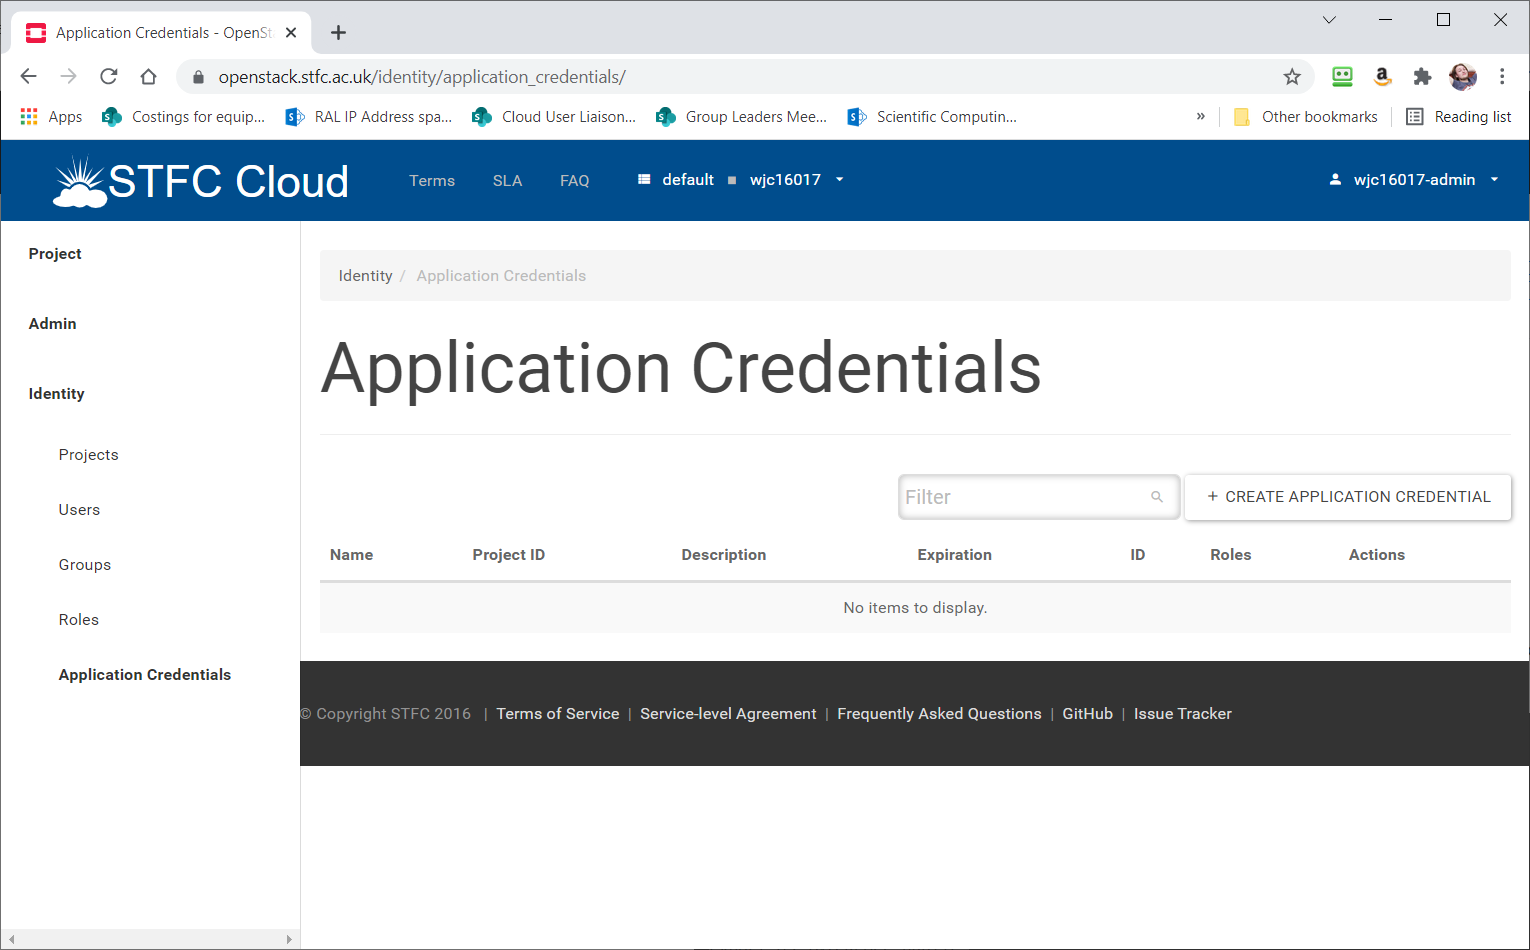 Application Credentials - OpenSt
openstack.stfc.ac.uk/identity/application_credentials/
Apps Costings for equip... RAL IP Address spa... Cloud User Liaison... Group Leaders Mee... Scientific Computin... » Other bookmarks Reading list
STFC Cloud Terms SLA FAQ default wjc16017 wjc16017-admin
Project
Admin
Identity
Projects
Users
Groups
Roles
Application Credentials
Identity / Application Credentials
Application Credentials
Filter + CREATE APPLICATION CREDENTIAL
Name Project ID Description Expiration ID Roles Actions
No items to display.
© Copyright STFC 2016 | Terms of Service | Service-level Agreement | Frequently Asked Questions | GitHub | Issue Tracker